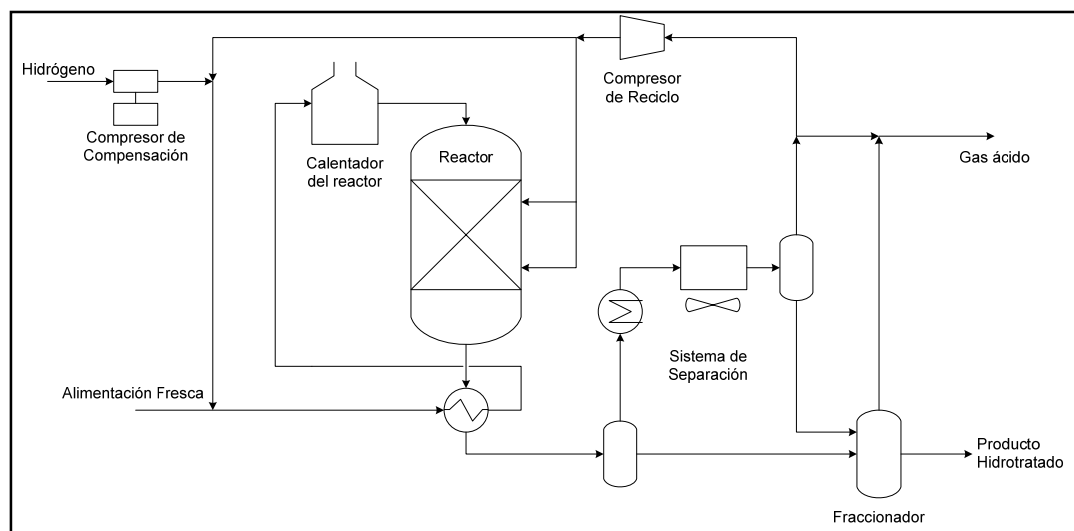 Hidrógeno
Compresor de
Compensación
Calentador
del reactor
Reactor
Compresor
de Reciclo
Gas ácido
Sistema de
Separación
Alimentación Fresca
Producto
Hidrotratado
Fraccionador